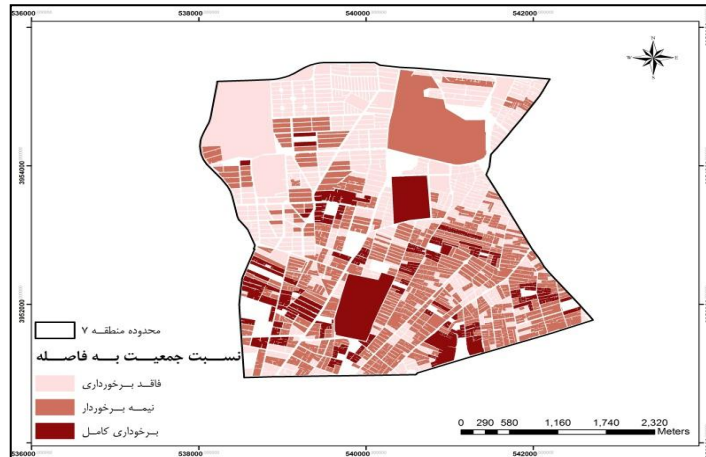 536000 538000 540000 542000
N
W E
S
3954000
3952000
محدوده منطقه ۷
نسبت جمعیت به فاصله
فاقد برخورداری
نیمه برخوردار
برخوداری کامل
0 290 580 1,160 1,740 2,320
Meters
538000 540000 542000